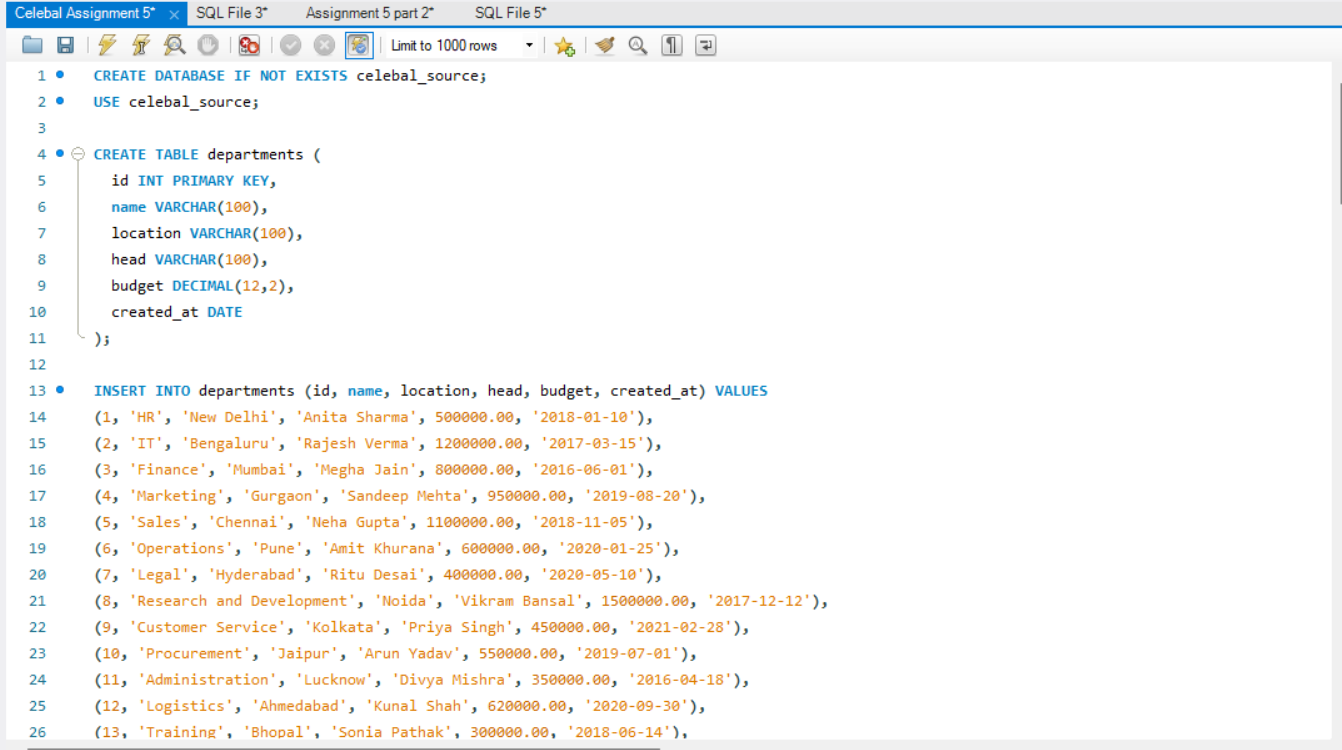 Celebal Assignment 5* × SQL File 3* Assignment 5 part 2* SQL File 5*
Limit to 1000 rows
1 CREATE DATABASE IF NOT EXISTS celebal_source;
2 USE celebal_source;
3
4 CREATE TABLE departments (
5 id INT PRIMARY KEY,
6 name VARCHAR(100),
7 location VARCHAR(100),
8 head VARCHAR(100),
9 budget DECIMAL(12,2),
10 created_at DATE
11 );
12
13 INSERT INTO departments (id, name, location, head, budget, created_at) VALUES
14 (1, 'HR', 'New Delhi', 'Anita Sharma', 500000.00, '2018-01-10'),
15 (2, 'IT', 'Bengaluru', 'Rajesh Verma', 1200000.00, '2017-03-15'),
16 (3, 'Finance', 'Mumbai', 'Megha Jain', 800000.00, '2016-06-01'),
17 (4, 'Marketing', 'Gurgaon', 'Sandeep Mehta', 950000.00, '2019-08-20'),
18 (5, 'Sales', 'Chennai', 'Neha Gupta', 1100000.00, '2018-11-05'),
19 (6, 'Operations', 'Pune', 'Amit Khurana', 600000.00, '2020-01-25'),
20 (7, 'Legal', 'Hyderabad', 'Ritu Desai', 400000.00, '2020-05-10'),
21 (8, 'Research and Development', 'Noida', 'Vikram Bansal', 1500000.00, '2017-12-12'),
22 (9, 'Customer Service', 'Kolkata', 'Priya Singh', 450000.00, '2021-02-28'),
23 (10, 'Procurement', 'Jaipur', 'Arun Yadav', 550000.00, '2019-07-01'),
24 (11, 'Administration', 'Lucknow', 'Divya Mishra', 350000.00, '2016-04-18'),
25 (12, 'Logistics', 'Ahmedabad', 'Kunal Shah', 620000.00, '2020-09-30'),
26 (13, 'Training', 'Bhopal', 'Sonia Pathak', 300000.00, '2018-06-14'),